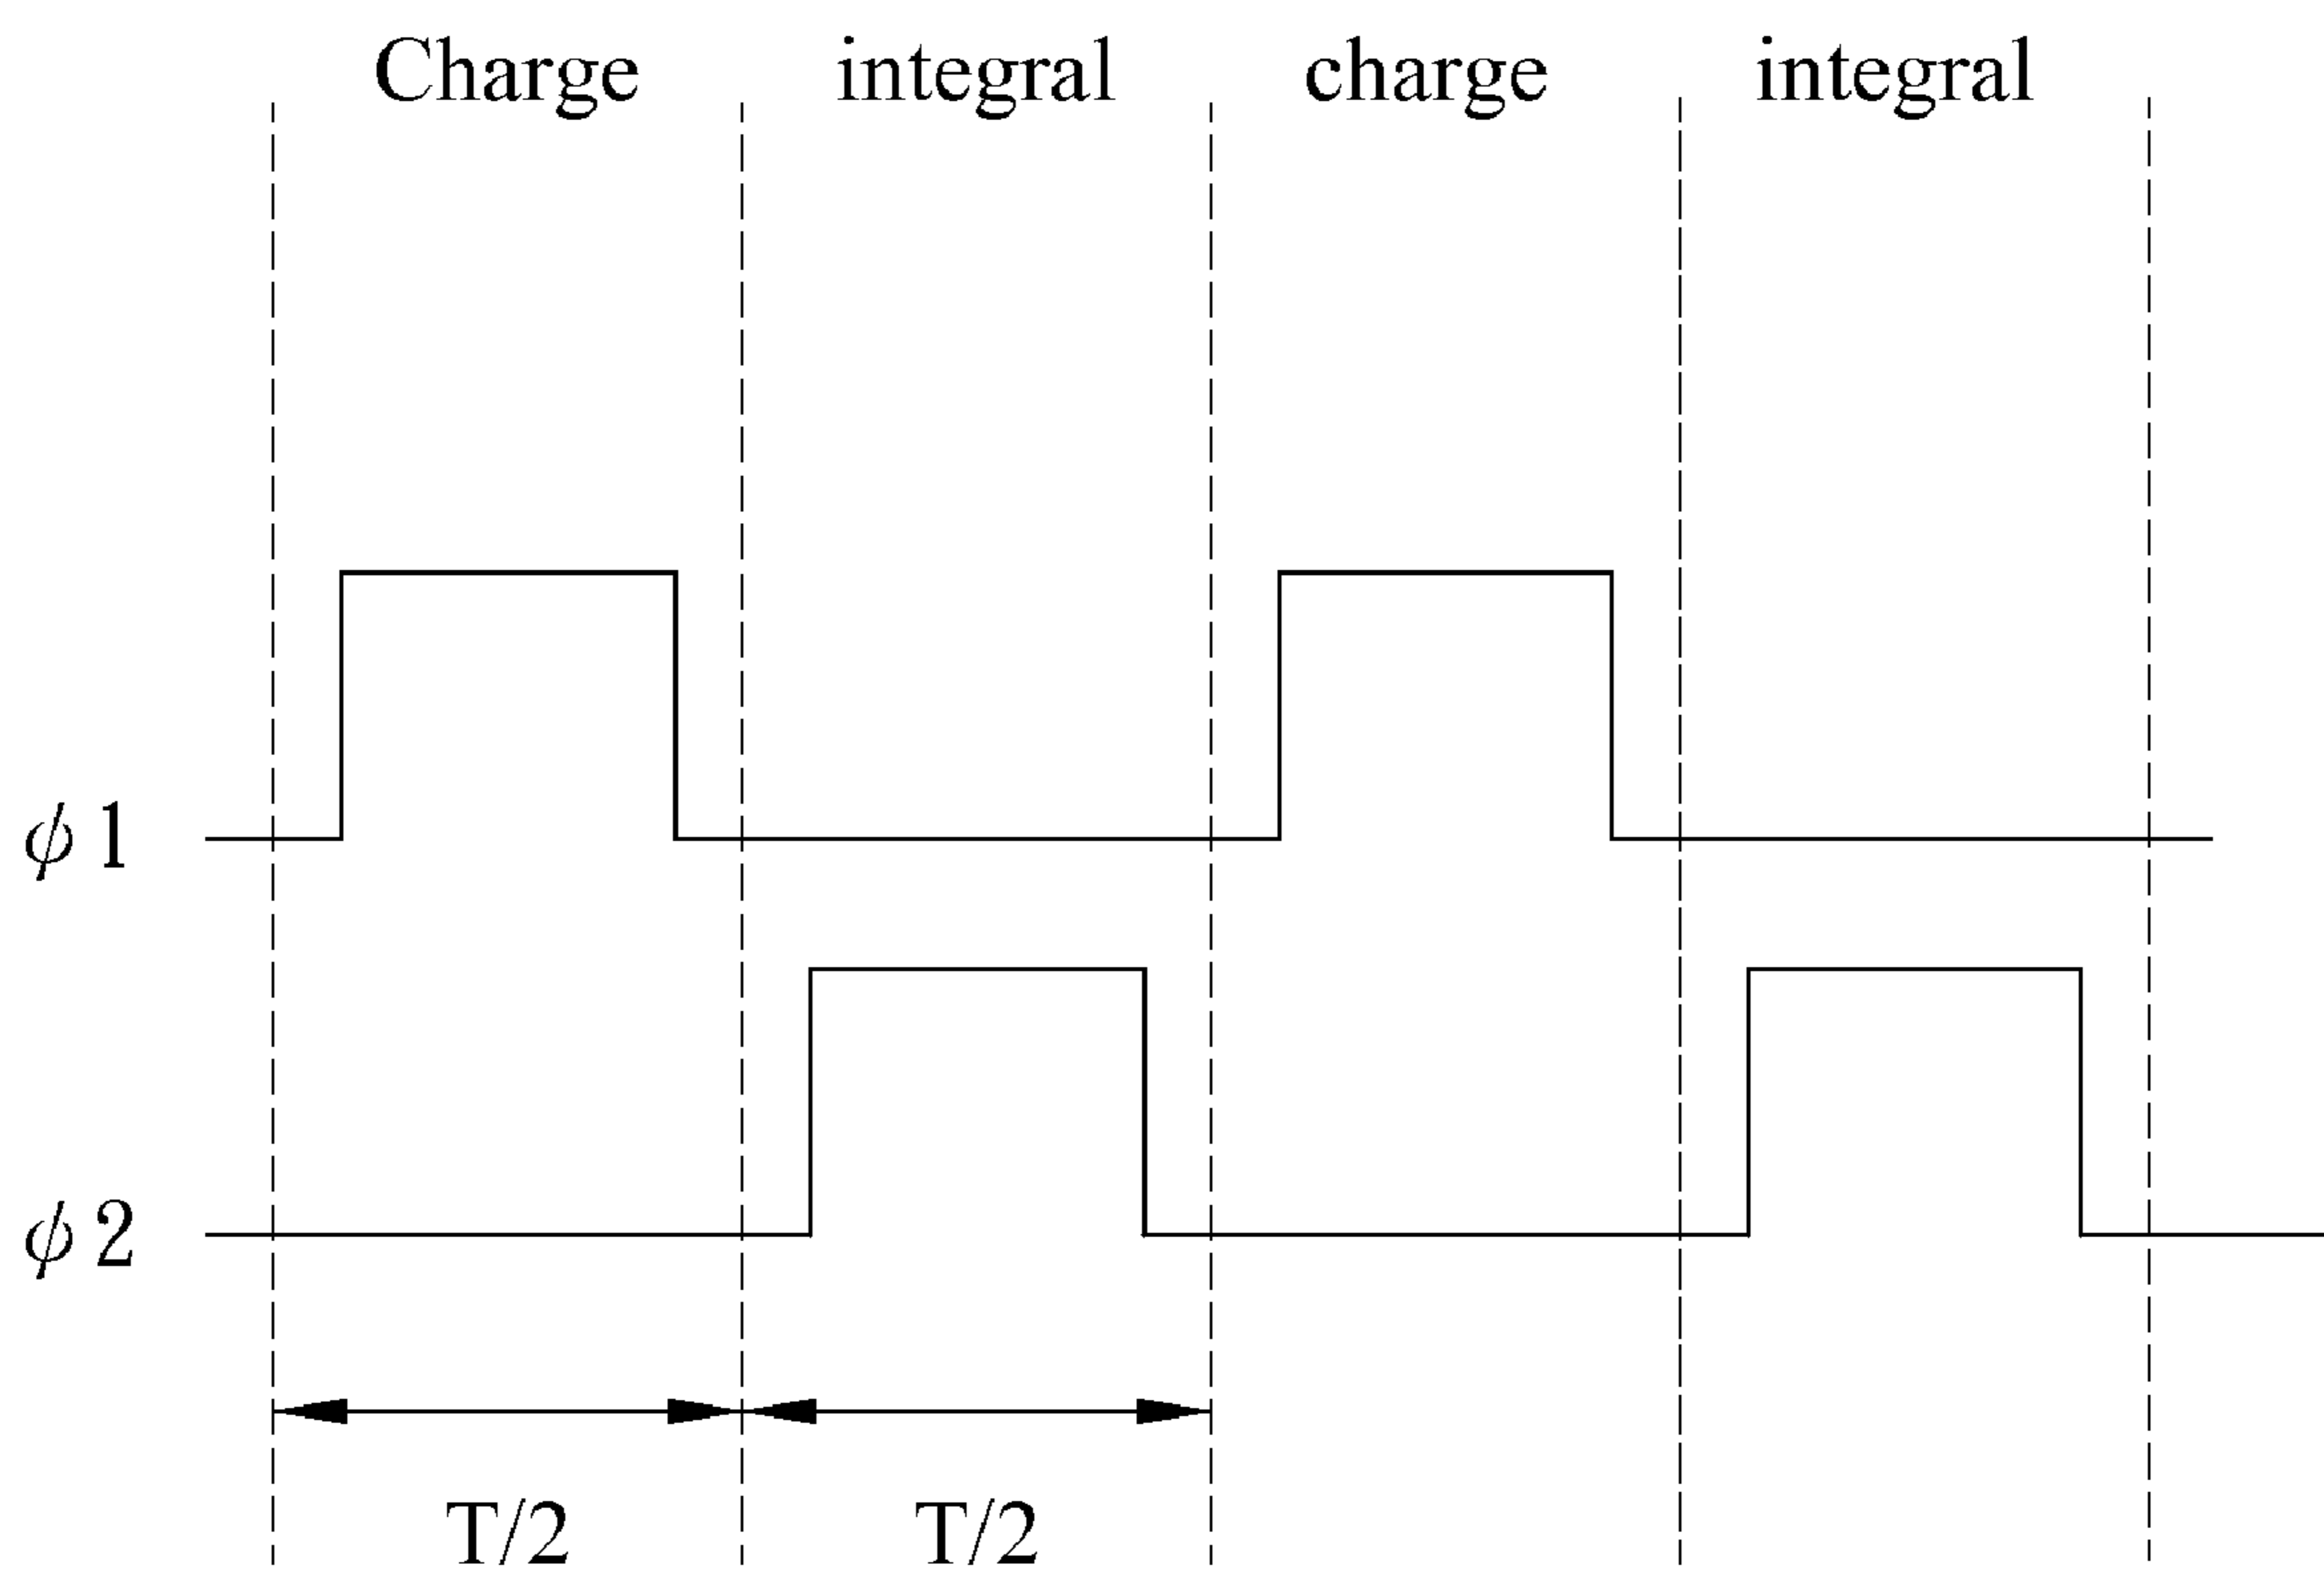 Charge integral charge integral
ϕ1
ϕ2
T/2 T/2